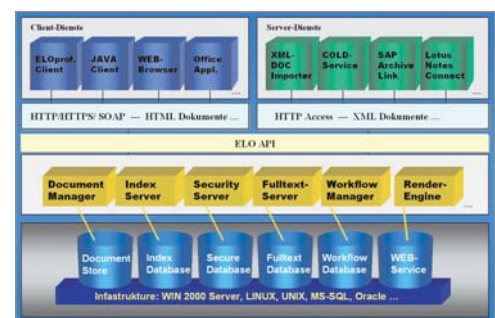 Client-Dienste
ELOprof. Client
JAVA Client
WEB-Browser
Office Appl.
...
HTTP/HTTPS/ SOAP --- HTML Dokumente ...
Server-Dienste
XML-DOC Importer
COLD-Service
SAP Archive Link
Lotus Notes Connect
...
HTTP Access --- XML Dokumente ...
ELO API
Document Manager
Index Server
Security Server
Fulltext-Server
Workflow Manager
Render-Engine
...
Document Store
Index Database
Secure Database
Fulltext Database
Workflow Database
WEB-Service
Infastrukture: WIN 2000 Server, LINUX, UNIX, MS-SQL, Oracle ...